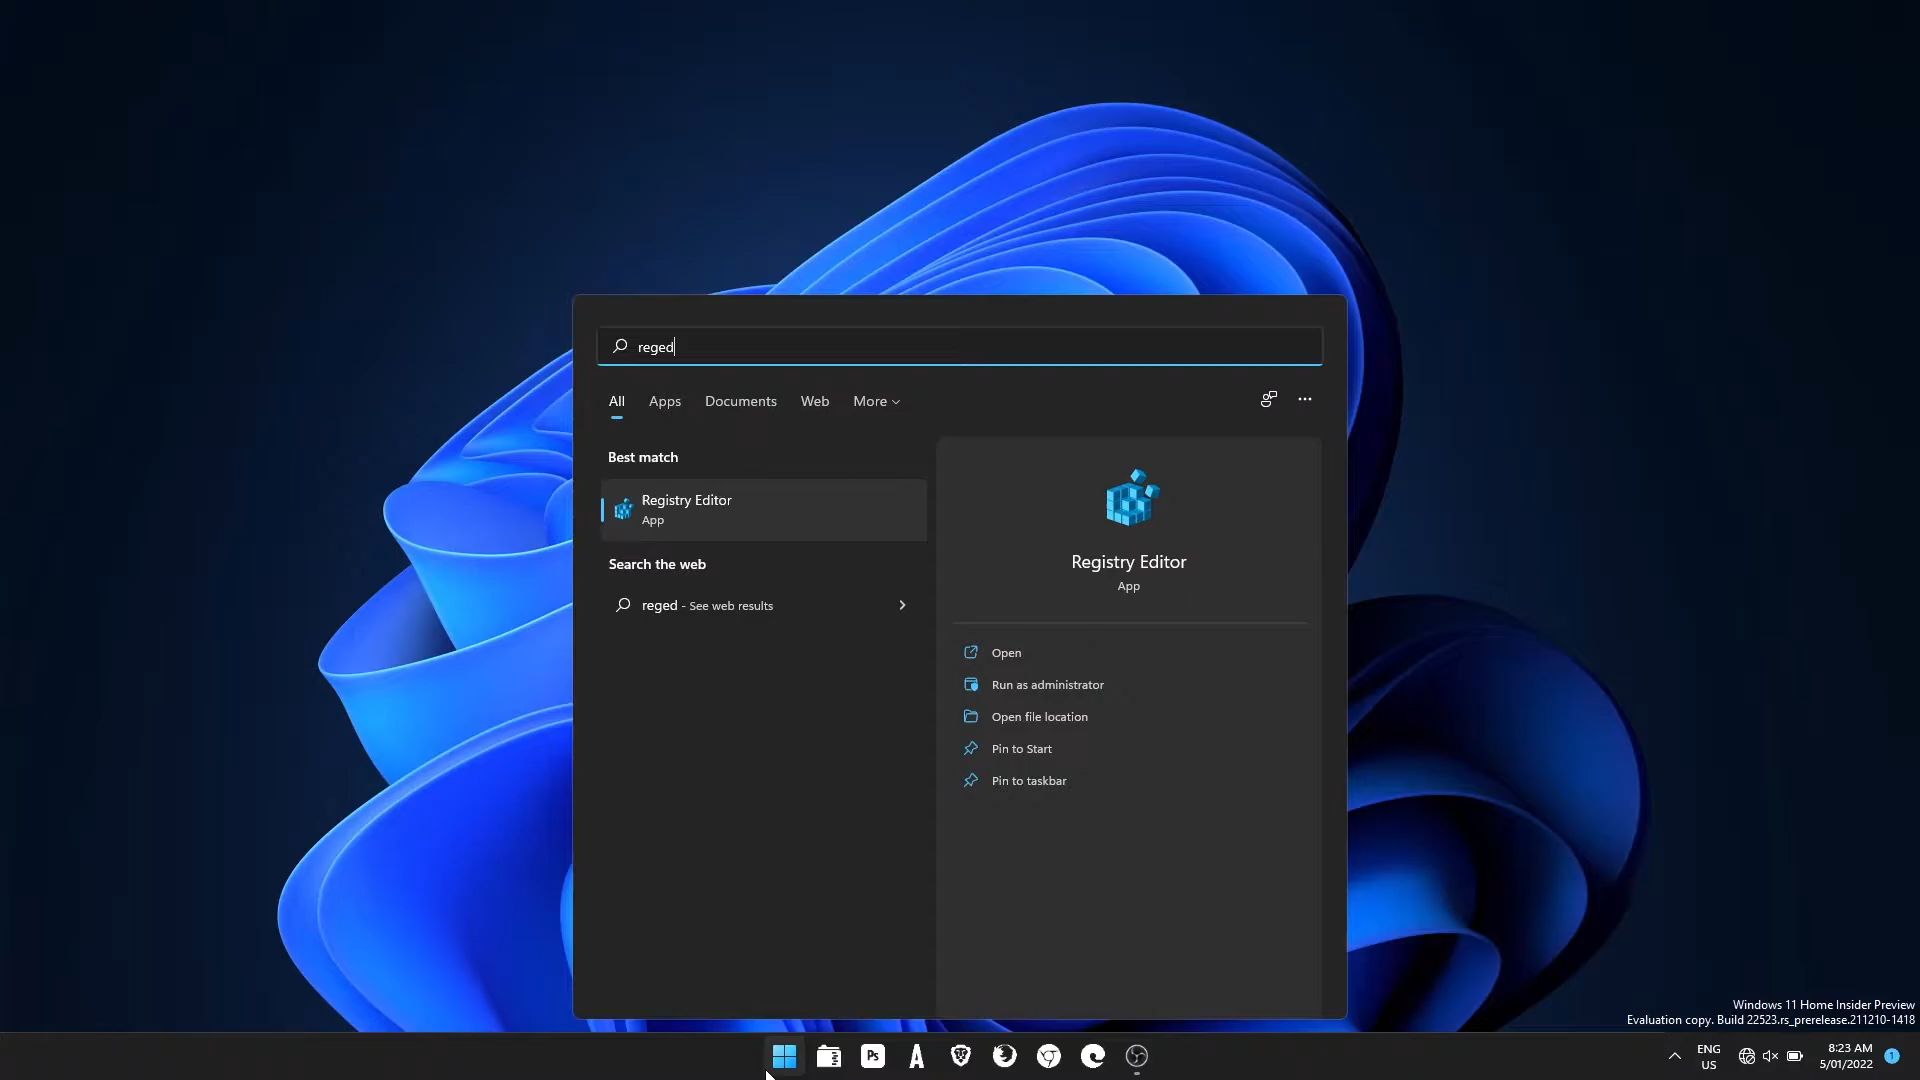 reged
All
Apps
Documents
Web
More
Best match
Registry Editor
App
Search the web
reged - See web results
Registry Editor
App
Open
Run as administrator
Open file location
Pin to Start
Pin to taskbar
Windows 11 Home Insider Preview
Evaluation copy. Build 22523.rs_prerelease.211210-1418
Ps
ENG
US
8:23 AM
5/01/2022
1